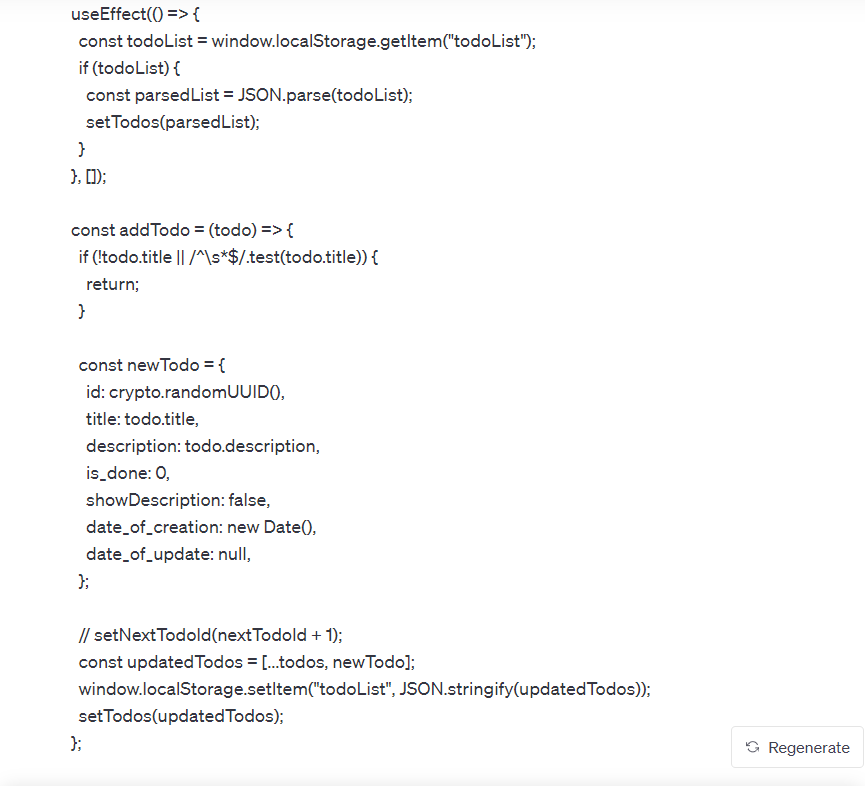 useEffect(() => {
const todoList = window.localStorage.getItem("todoList");
if (todoList) {
const parsedList = JSON.parse(todoList);
setTodos(parsedList);
}
}, []);
const addTodo = (todo) => {
if (!todo.title || /^\s*$/.test(todo.title)) {
return;
}
const newTodo = {
id: crypto.randomUUID(),
title: todo.title,
description: todo.description,
is_done: 0,
showDescription: false,
date_of_creation: new Date(),
date_of_update: null,
};
// setNextTodoId(nextTodoId + 1);
const updatedTodos = [...todos, newTodo];
window.localStorage.setItem("todoList", JSON.stringify(updatedTodos));
setTodos(updatedTodos);
};
Regenerate